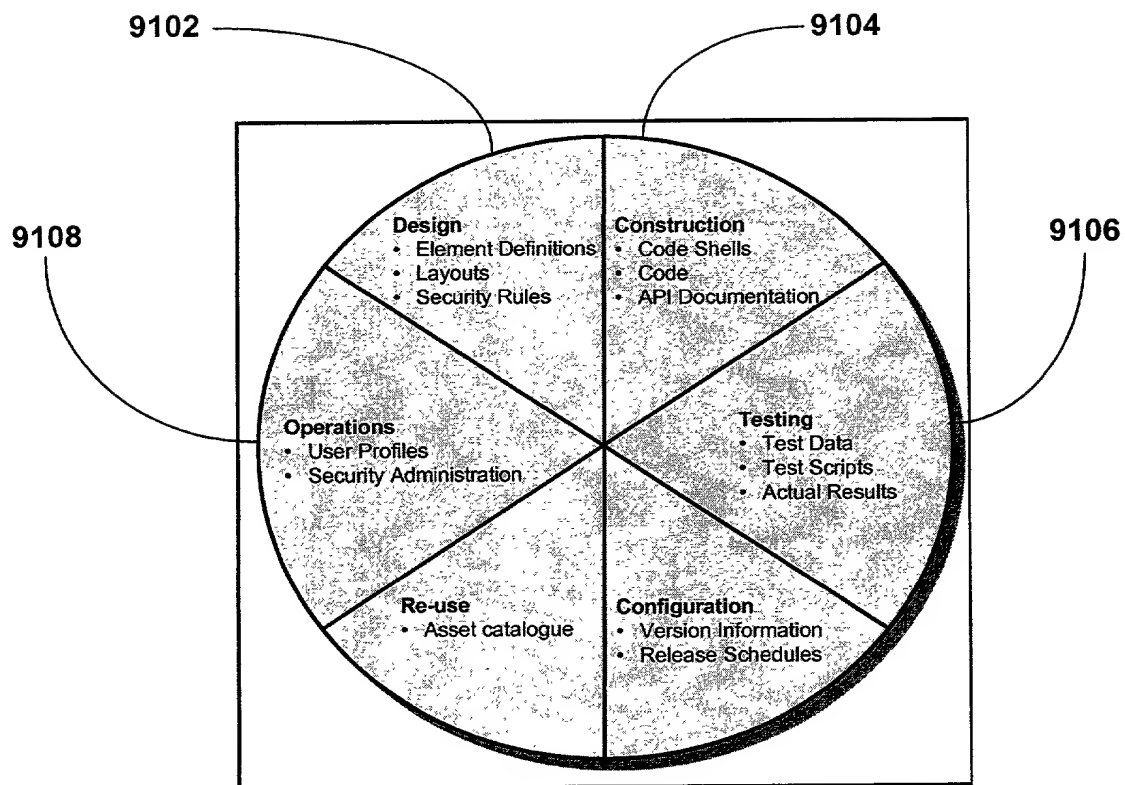 9102
9104
9108
9106
Design
• Element Definitions
• Layouts
• Security Rules
Construction
• Code Shells
• Code
• API Documentation
Operations
• User Profiles
• Security Administration
Testing
• Test Data
• Test Scripts
• Actual Results
Re-use
• Asset catalogue
Configuration
• Version Information
• Release Schedules